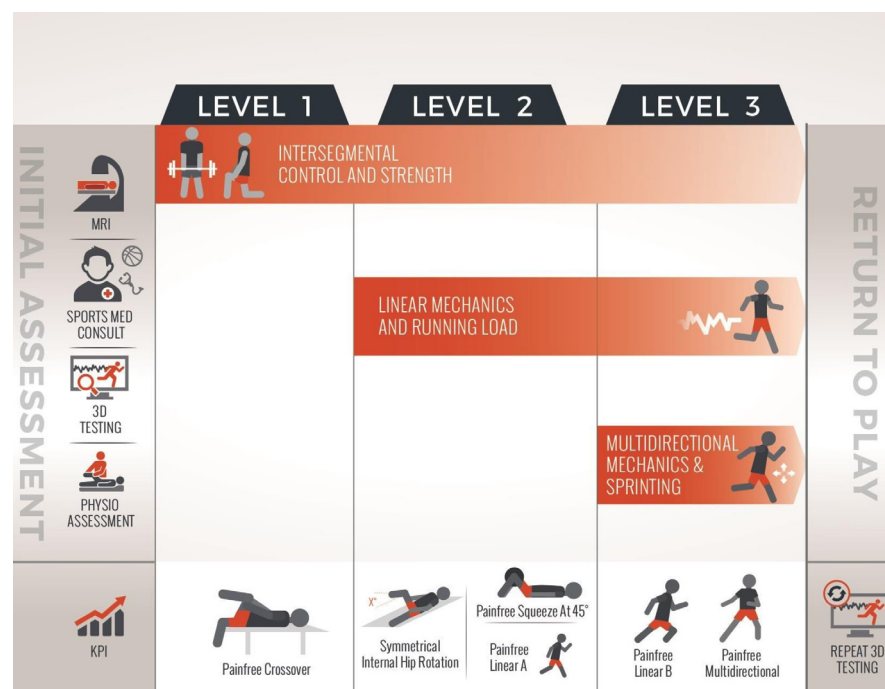 LEVEL 1
LEVEL 2
LEVEL 3
INITIAL ASSESSMENT
MRI
SPORTS MED
CONSULT
3D
TESTING
PHYSIO
ASSESSMENT
INTERSEGMENTAL
CONTROL AND STRENGTH
LINEAR MECHANICS
AND RUNNING LOAD
MULTIDIRECTIONAL
MECHANICS &
SPRINTING
RETURN TO PLAY
KPI
Painfree Crossover
X°
Symmetrical
Internal Hip Rotation
Painfree Squeeze At 45°
Painfree
Linear A
Painfree
Linear B
Painfree
Multidirectional
REPEAT 3D
TESTING